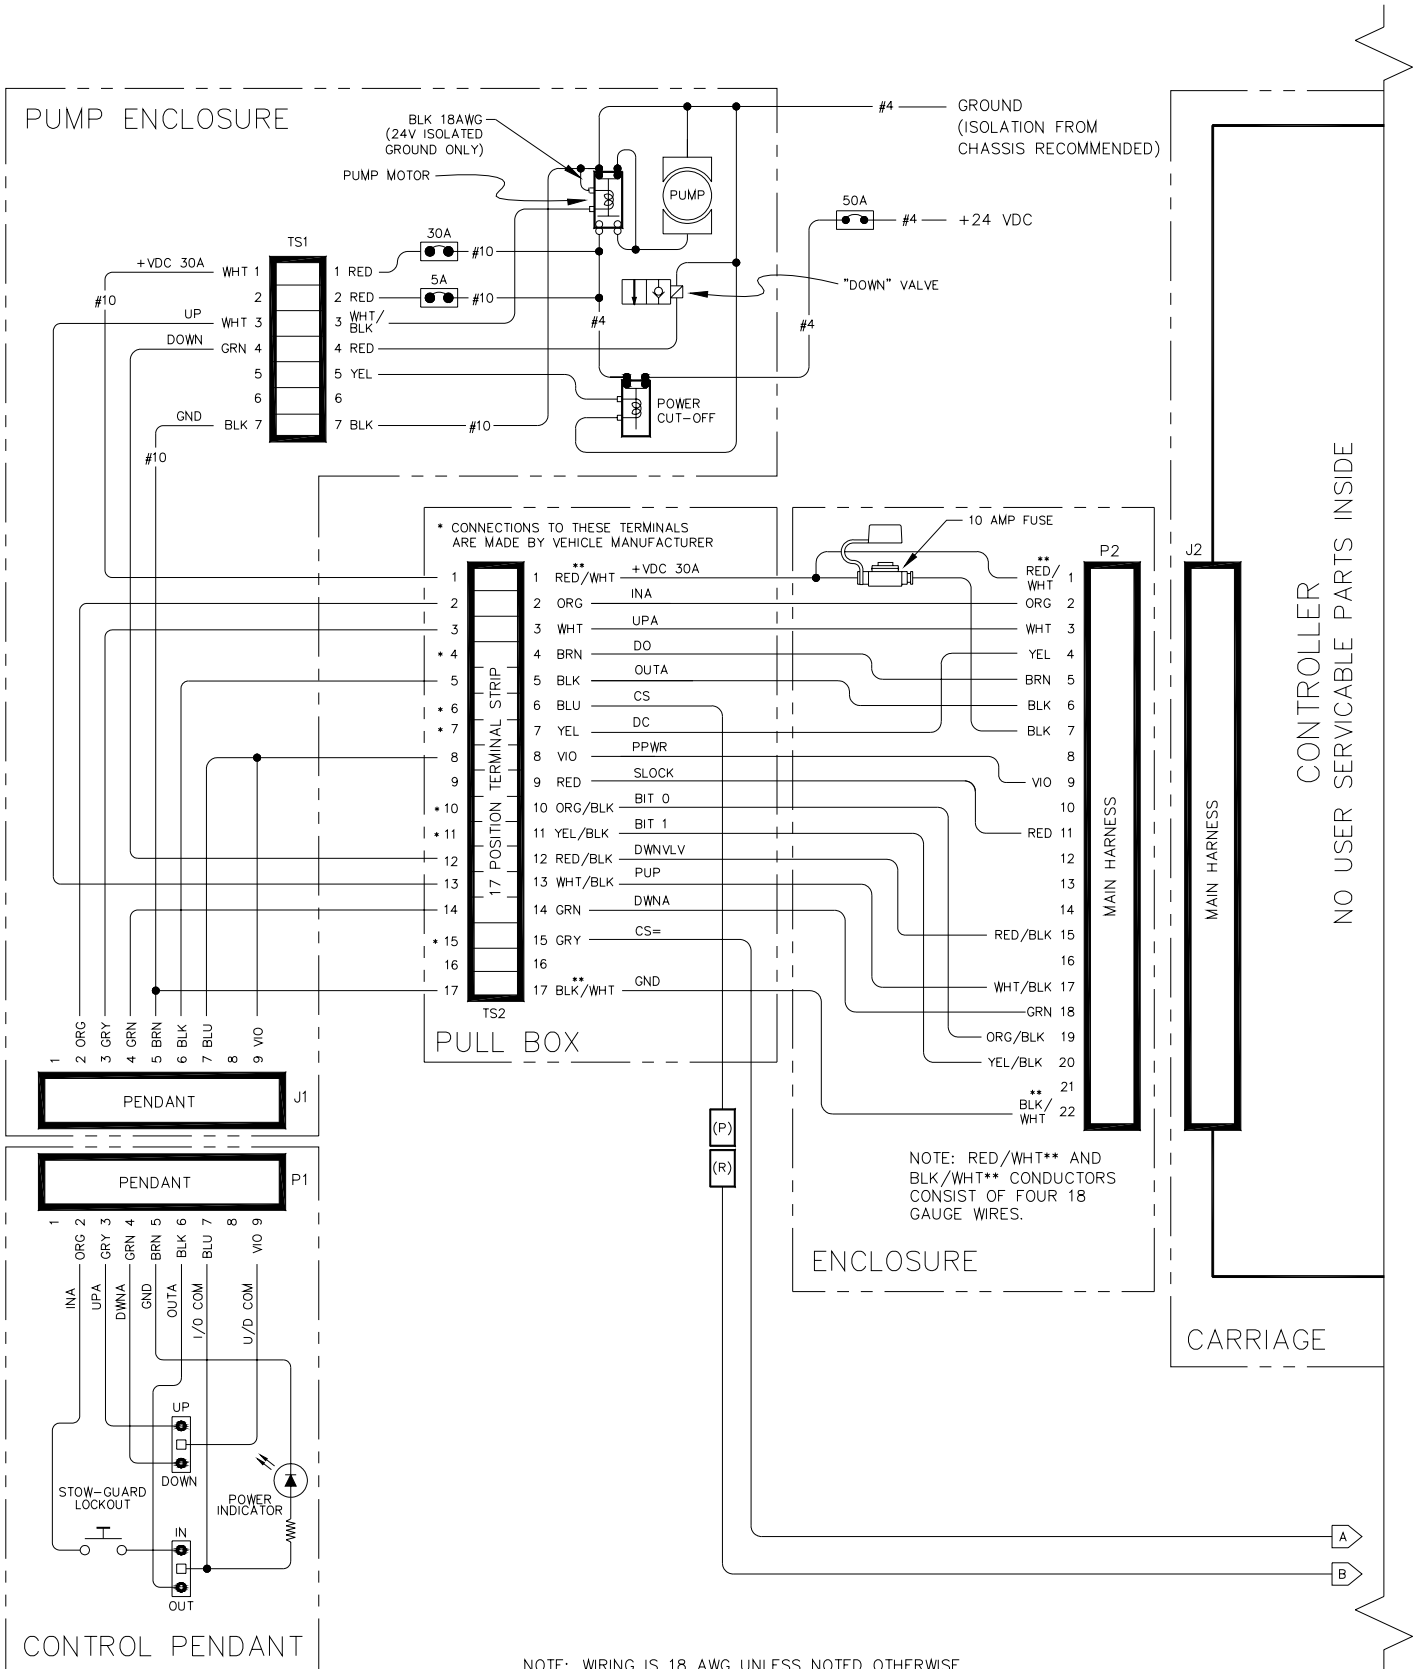 PUMP ENCLOSURE
BLK 18AWG
(24V ISOLATED
GROUND ONLY)
PUMP MOTOR
PUMP
#4
GROUND
(ISOLATION FROM
CHASSIS RECOMMENDED)
50A
#4
+24 VDC
"DOWN" VALVE
#4
#4
POWER
CUT-OFF
TS1
30A
#10
5A
#10
+VDC 30A
#10
UP
DOWN
GND
#10
#10
WHT 1
2
WHT 3
GRN 4
5
6
BLK 7
1 RED
2 RED
3 WHT/
BLK
4 RED
5 YEL
6
7 BLK
* CONNECTIONS TO THESE TERMINALS
ARE MADE BY VEHICLE MANUFACTURER
1
2
3
* 4
5
* 6
* 7
8
9
* 10
* 11
12
13
14
* 15
16
17
17 POSITION TERMINAL STRIP
TS2
**
1 RED/WHT +VDC 30A
2 ORG INA
3 WHT UPA
4 BRN DO
5 BLK OUTA
6 BLU CS
7 YEL DC
8 VIO PPWR
9 RED SLOCK
10 ORG/BLK BIT 0
11 YEL/BLK BIT 1
12 RED/BLK DWNVLV
13 WHT/BLK PUP
14 GRN DWNA
15 GRY CS=
16
**
17 BLK/WHT GND
PULL BOX
10 AMP FUSE
P2
**
RED/
WHT 1
ORG 2
WHT 3
YEL 4
BRN 5
BLK 6
BLK 7
8
VIO 9
10
RED 11
12
13
14
RED/BLK 15
16
WHT/BLK 17
GRN 18
ORG/BLK 19
YEL/BLK 20
21
**
BLK/
WHT 22
MAIN HARNESS
NOTE: RED/WHT** AND
BLK/WHT** CONDUCTORS
CONSIST OF FOUR 18
GAUGE WIRES.
ENCLOSURE
J2
MAIN HARNESS
CONTROLLER
NO USER SERVICABLE PARTS INSIDE
CARRIAGE
(P)
(R)
A
B
1
2 ORG
3 GRY
4 GRN
5 BRN
6 BLK
7 BLU
8
9 VIO
PENDANT
J1
PENDANT
P1
1
ORG 2
GRY 3
GRN 4
BRN 5
BLK 6
BLU 7
8
VIO 9
INA
UPA
DWNA
GND
OUTA
I/O COM
U/D COM
UP
DOWN
STOW-GUARD
LOCKOUT
POWER
INDICATOR
IN
OUT
CONTROL PENDANT
NOTE: WIRING IS 18 AWG UNLESS NOTED OTHERWISE